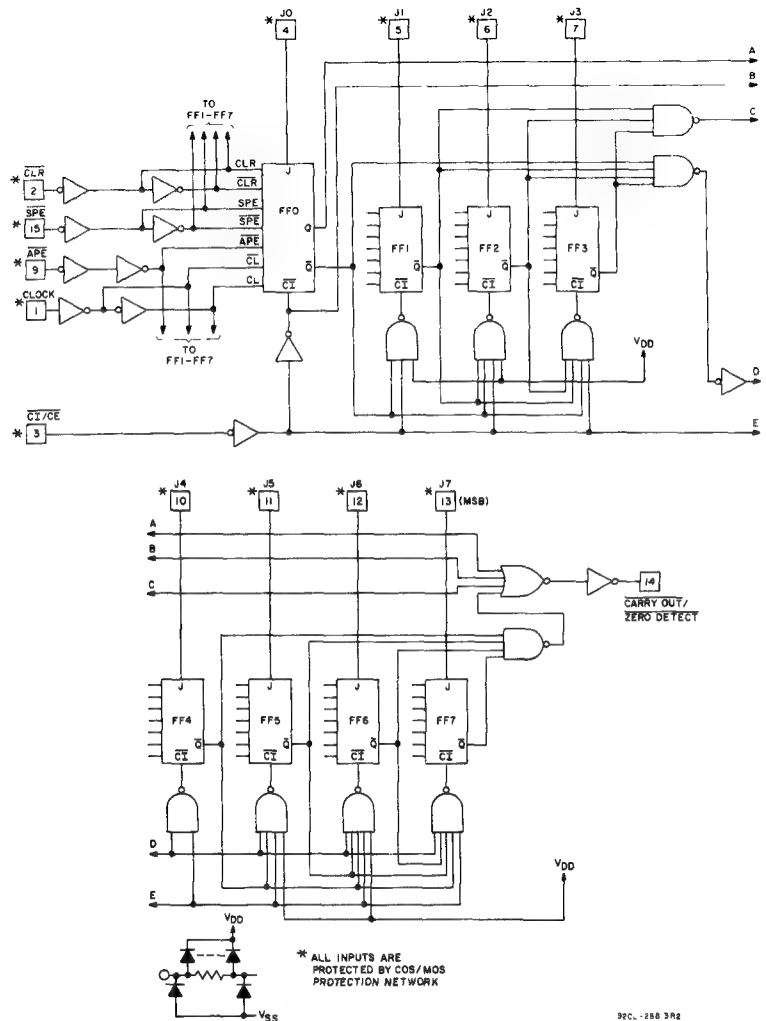 * J0 4
* J1 5
* J2 6
* J3 7
A
B
C
TO FF1-FF7
* CLR 2
* SPE 15
* APE 9
* CLOCK 1
CLR
CLR
SPE
SPE
APE
CL
CL
J
FF0
Q
Q
CI
J
FF1
Q
CI
J
FF2
Q
CI
J
FF3
Q
CI
TO FF1-FF7
VDD
D
* CI/CE 3
E
* J4 10
* J5 11
* J6 12
* J7 13 (MSB)
A
B
C
14
CARRY OUT/
ZERO DETECT
J
FF4
Q
CI
J
FF5
Q
CI
J
FF6
Q
CI
J
FF7
Q
CI
D
E
VDD
VDD
VSS
* ALL INPUTS ARE
PROTECTED BY COS/MOS
PROTECTION NETWORK